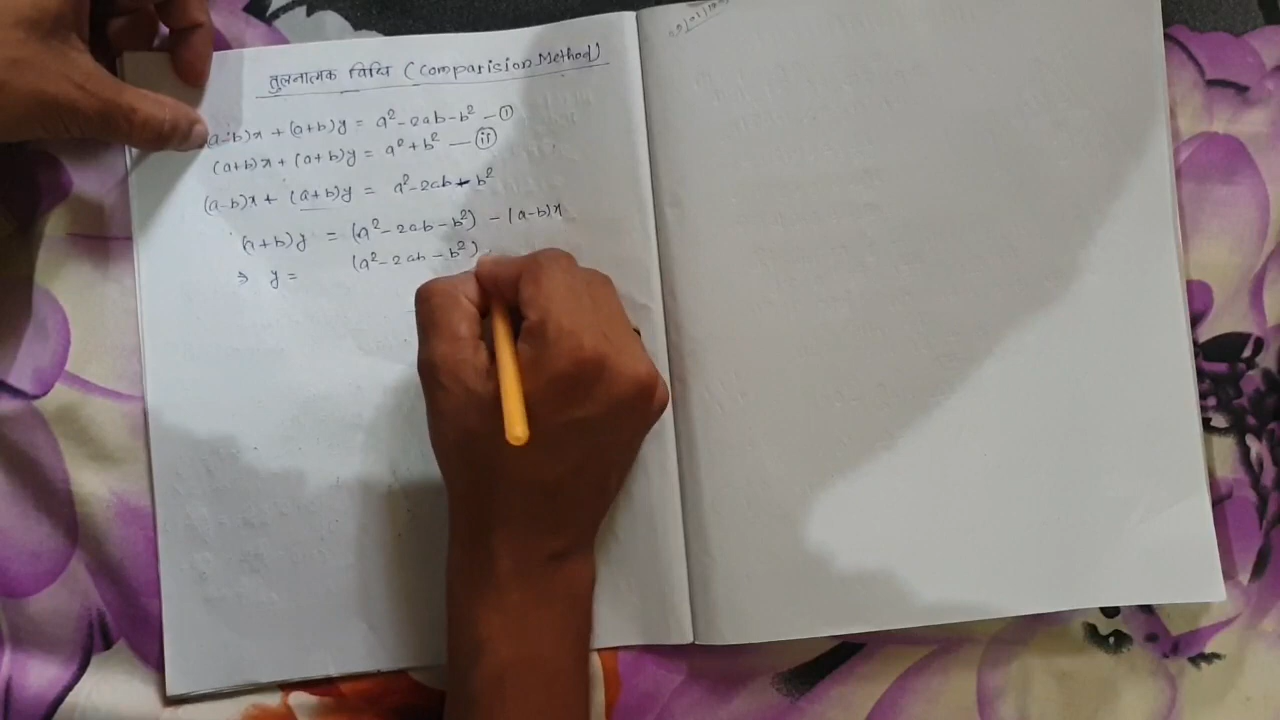 तुलनात्मक विधि (Comparision Method)
(a-b)x + (a+b)y = a²-2ab-b² - ①
(a+b)x + (a+b)y = a²+b² — ⅱ
(a-b)x + (a+b)y = a²-2ab-b²
(a+b)y = (a²-2ab-b²) - (a-b)x
⇒ y = (a²-2ab-b²)